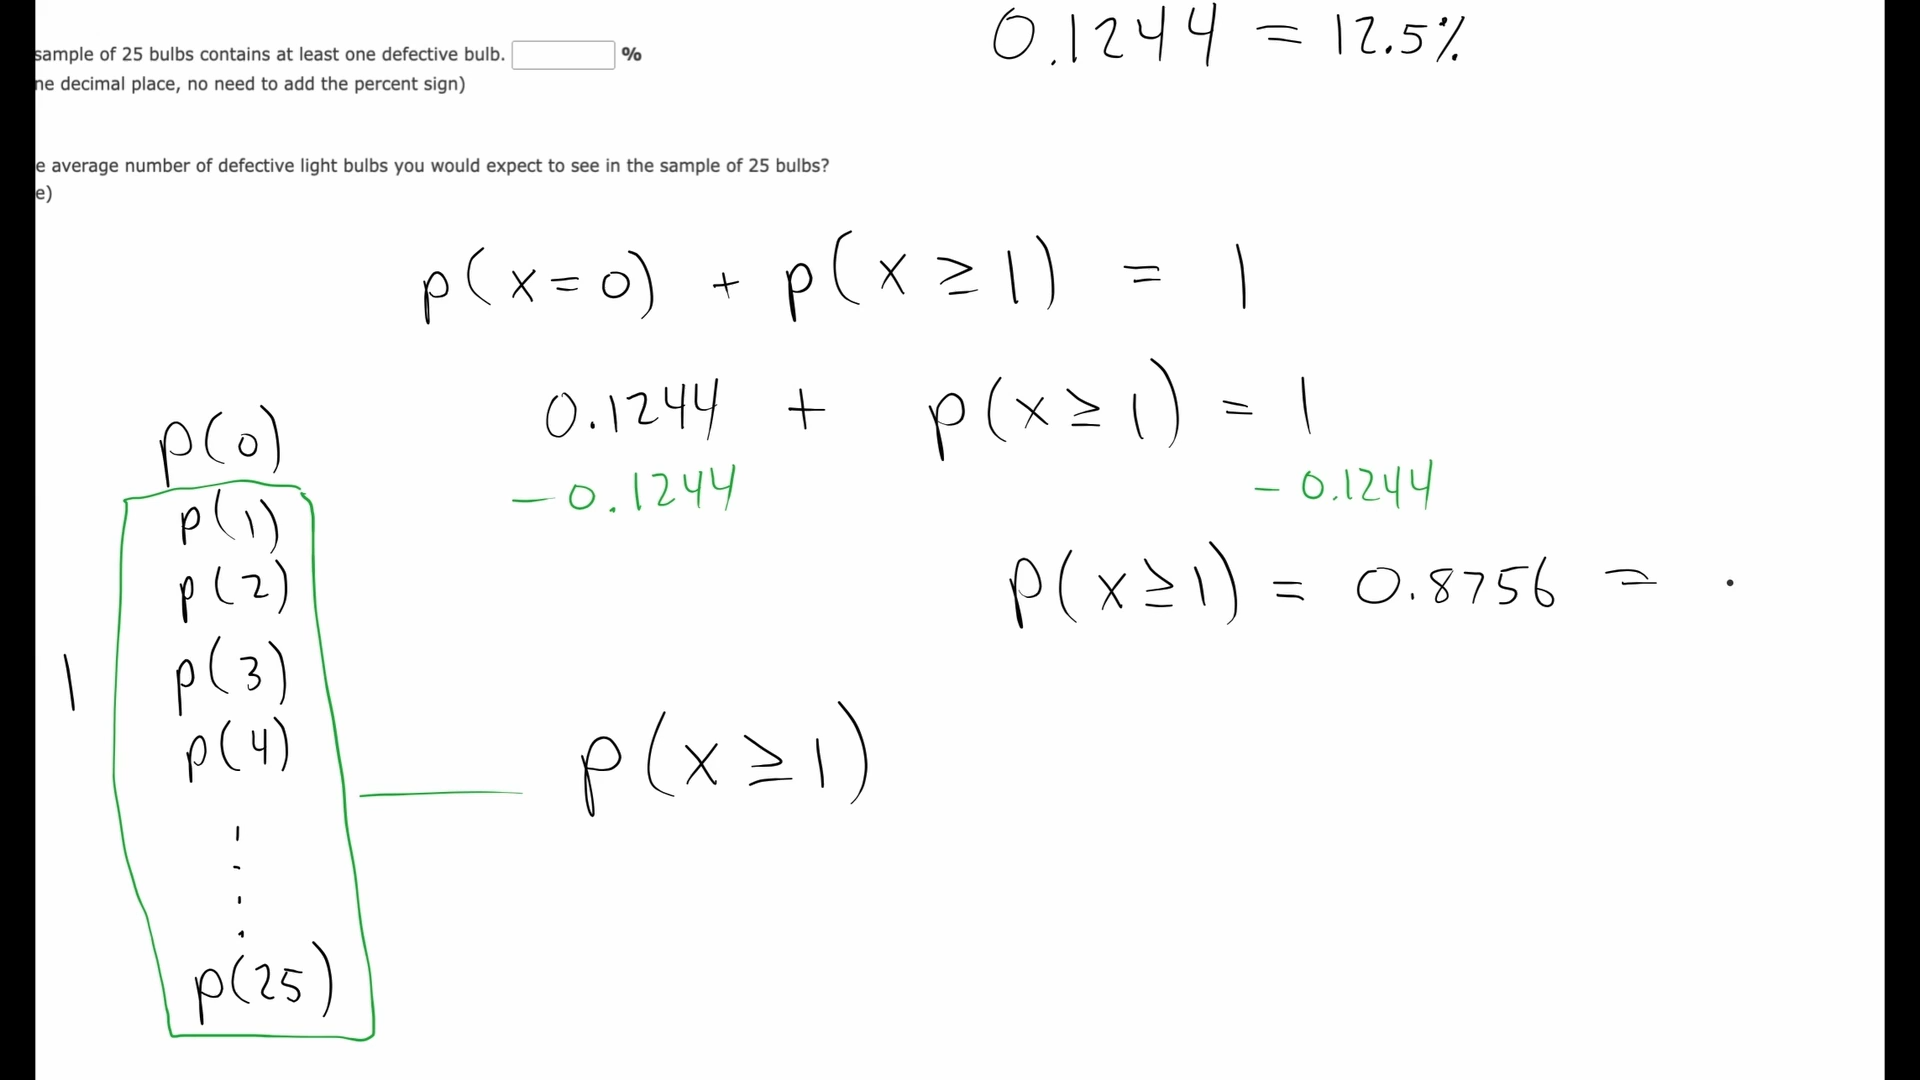 0.1244 = 12.5%
sample of 25 bulbs contains at least one defective bulb. %
ne decimal place, no need to add the percent sign)
e average number of defective light bulbs you would expect to see in the sample of 25 bulbs?
e)
p(x=0) + p(x ≥ 1) = 1
0.1244 + p(x ≥ 1) = 1
-0.1244 -0.1244
p(x≥1) = 0.8756 =
p(0)
p(1)
p(2)
1 p(3)
p(4)
p(25)
p(x ≥ 1)